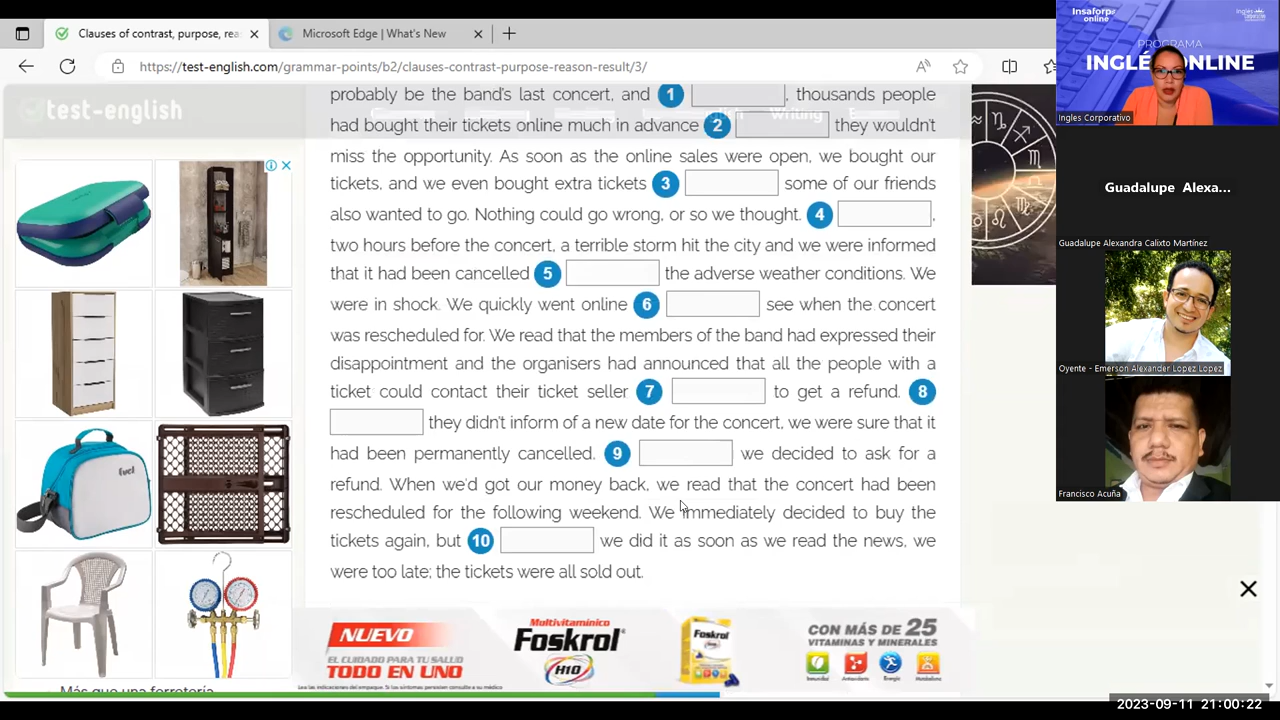 Clauses of contrast, purpose, rea
Microsoft Edge | What's New
https://test-english.com/grammar-points/b2/clauses-contrast-purpose-reason-result/3/
Insaforp
online
PROGRAMA
INGLÉS ONLINE
Ingles Corporativo
test-english
Writing
probably be the band's last concert, and 1 , thousands people
had bought their tickets online much in advance 2 they wouldn't
miss the opportunity. As soon as the online sales were open, we bought our
tickets, and we even bought extra tickets 3 some of our friends
also wanted to go. Nothing could go wrong, or so we thought. 4 ,
two hours before the concert, a terrible storm hit the city and we were informed
that it had been cancelled 5 the adverse weather conditions. We
were in shock. We quickly went online 6 see when the concert
was rescheduled for. We read that the members of the band had expressed their
disappointment and the organisers had announced that all the people with a
ticket could contact their ticket seller 7 to get a refund. 8
they didn't inform of a new date for the concert, we were sure that it
had been permanently cancelled. 9 we decided to ask for a
refund. When we'd got our money back, we read that the concert had been
rescheduled for the following weekend. We immediately decided to buy the
tickets again, but 10 we did it as soon as we read the news, we
were too late; the tickets were all sold out.
Guadalupe Alexa...
Guadalupe Alexandra Calixto Martínez
Oyente - Emerson Alexander Lopez Lopez
Francisco Acuña
fuel
Más que una ferretería
NUEVO
EL CUIDADO PARA TU SALUD
TODO EN UNO
Multivitamínico
Foskrol
H10
Foskrol
CON MÁS DE 25
VITAMINAS Y MINERALES
2023-09-11 21:00:22